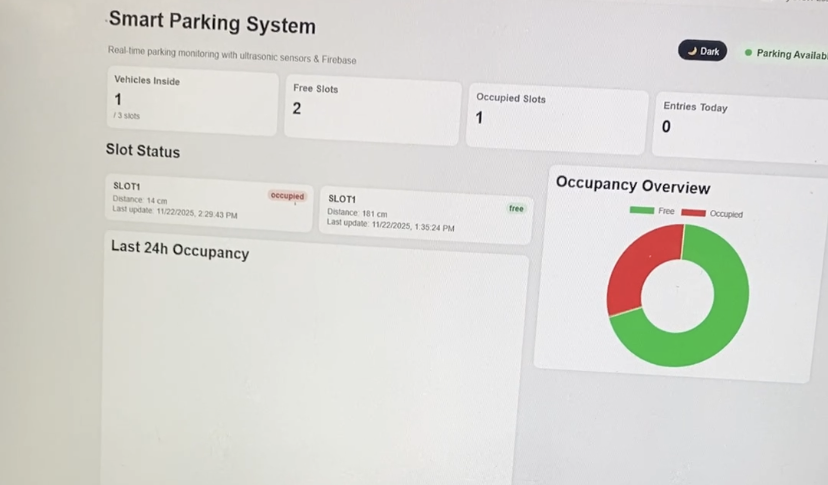 Smart Parking System
Real-time parking monitoring with ultrasonic sensors & Firebase
Dark
Parking Availab
Vehicles Inside
1
/ 3 slots
Free Slots
2
Occupied Slots
1
Entries Today
0
Slot Status
SLOT1
occupied
Distance: 14 cm
Last update: 11/22/2025, 2:29:43 PM
SLOT1
free
Distance: 181 cm
Last update: 11/22/2025, 1:35:24 PM
Occupancy Overview
Free
Occupied
Last 24h Occupancy